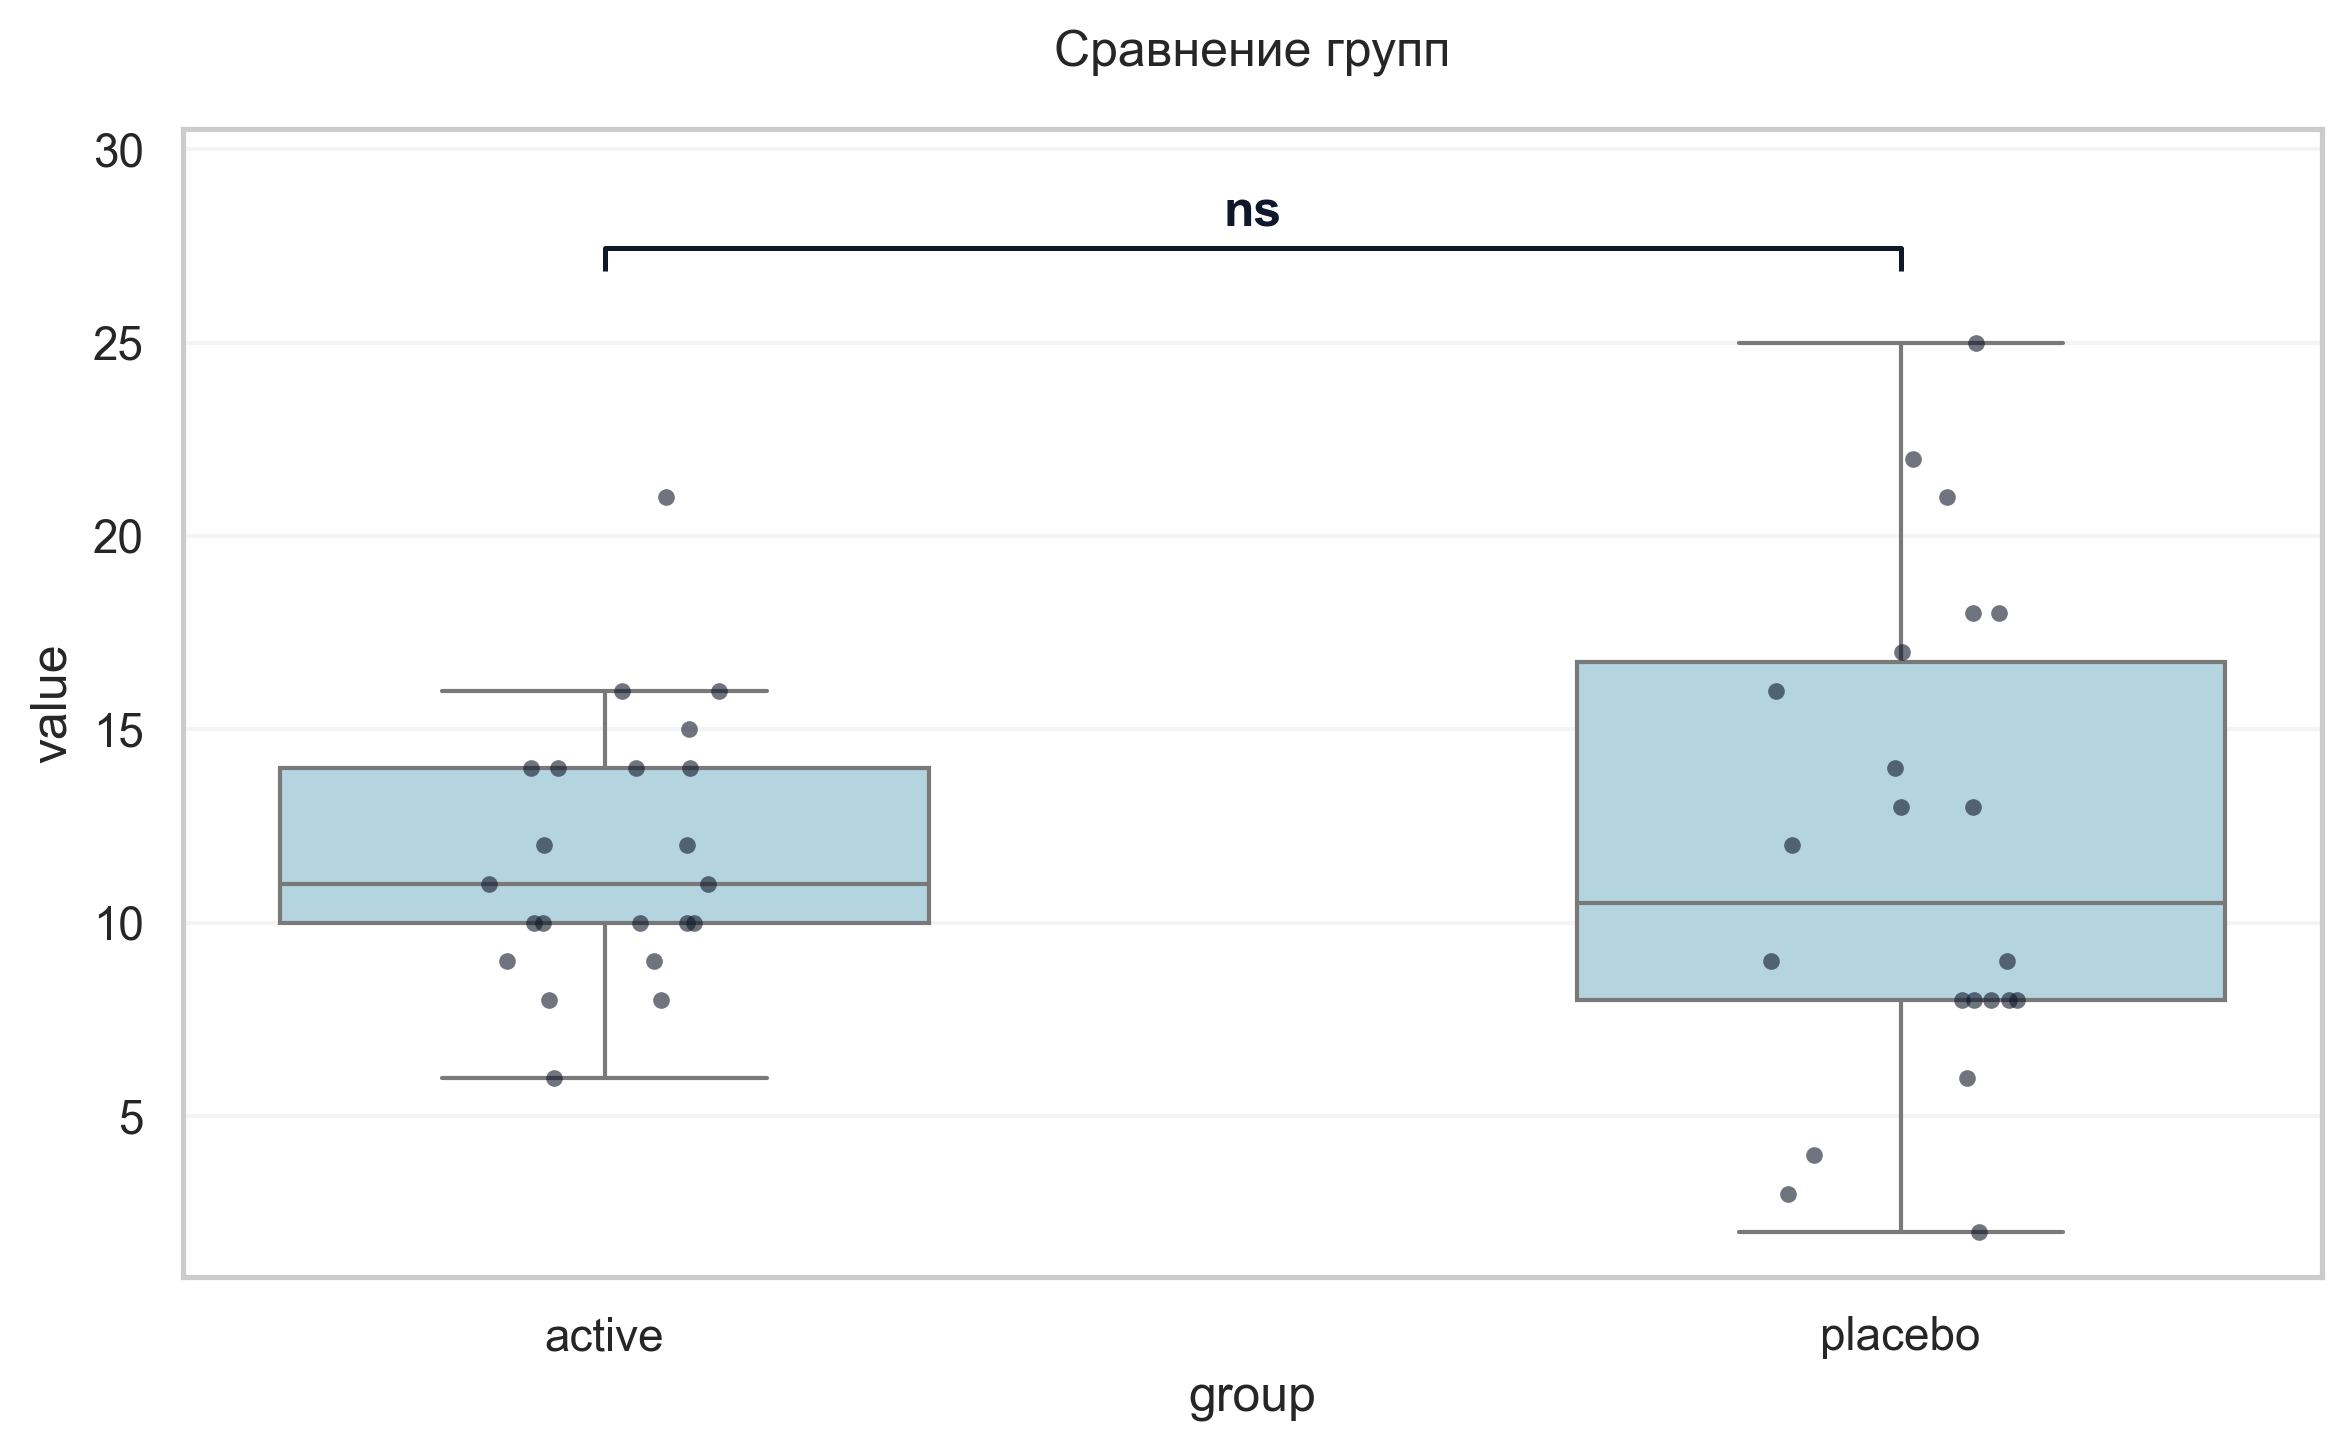 Сравнение групп
30
ns
25
20
15
10
5
value
active
placebo
group